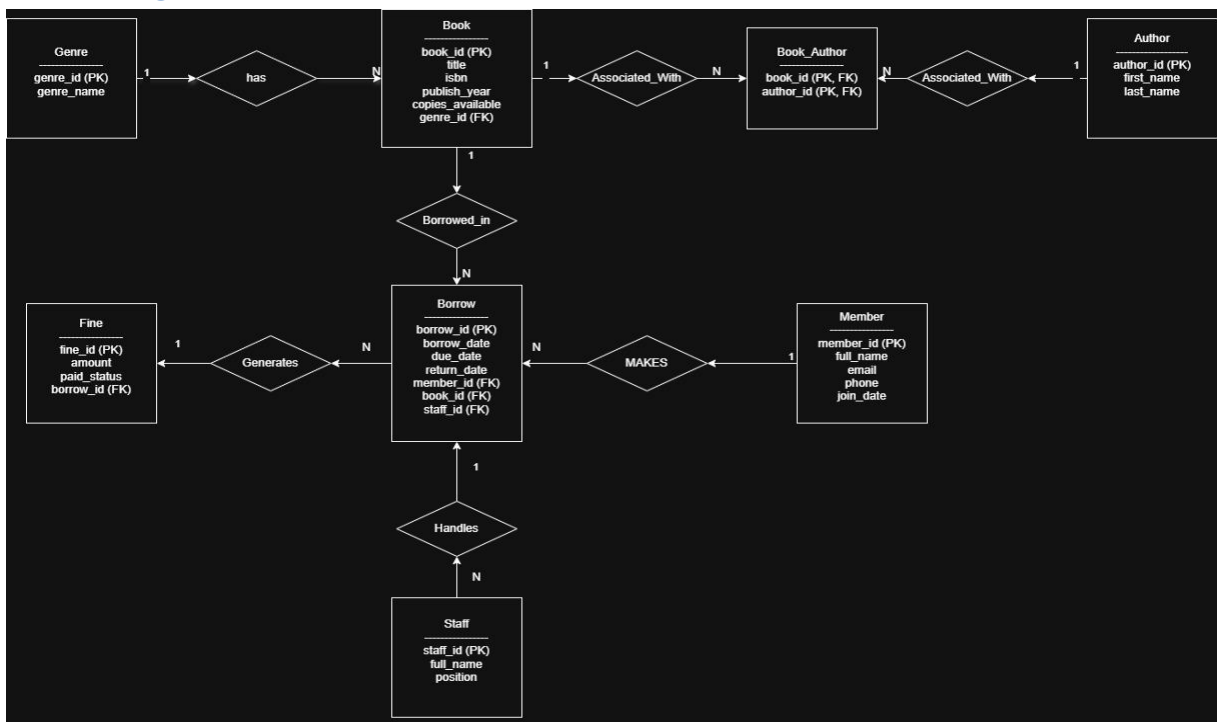 Genre
genre_id (PK)
genre_name
1
has
N
Book
book_id (PK)
title
isbn
publish_year
copies_available
genre_id (FK)
1
Associated_With
N
Book_Author
book_id (PK, FK)
author_id (PK, FK)
N
Associated_With
1
Author
author_id (PK)
first_name
last_name
1
Borrowed_in
N
Fine
fine_id (PK)
amount
paid_status
borrow_id (FK)
1
Generates
N
Borrow
borrow_id (PK)
borrow_date
due_date
return_date
member_id (FK)
book_id (FK)
staff_id (FK)
N
MAKES
1
Member
member_id (PK)
full_name
email
phone
join_date
1
Handles
N
Staff
staff_id (PK)
full_name
position